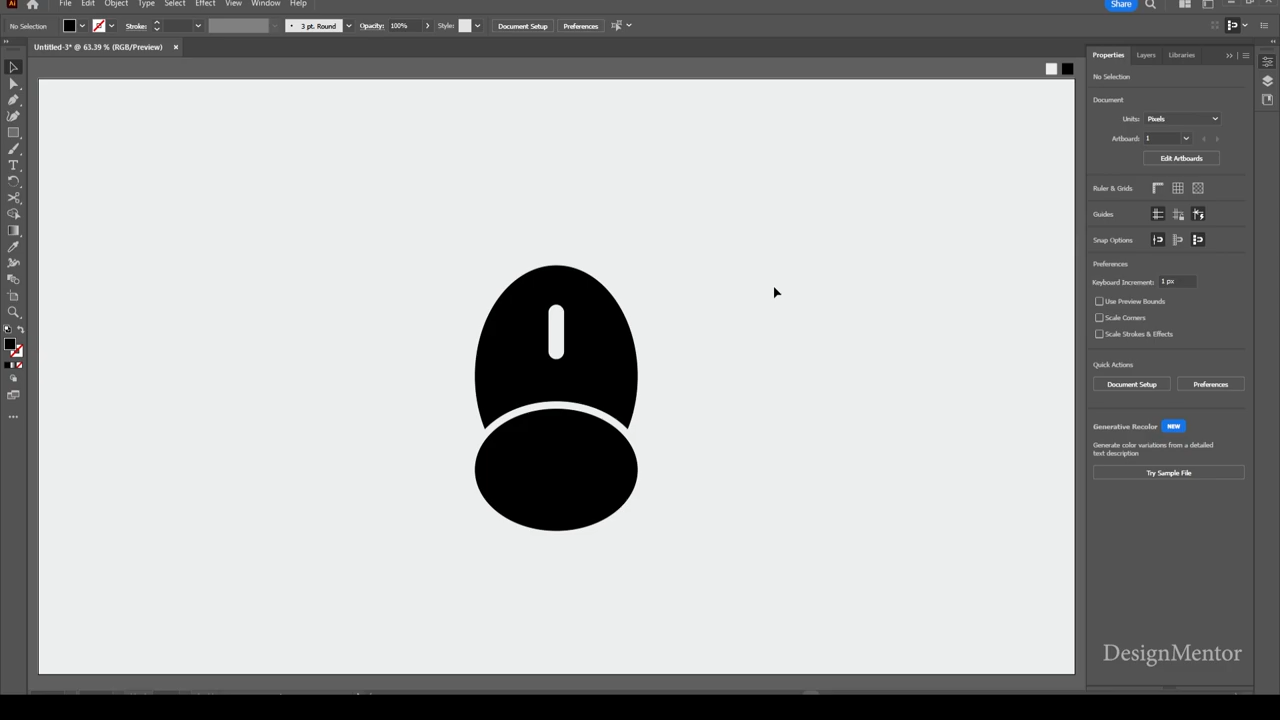 Ai File Edit Object Type Select Effect View Window Help Share
No Selection Stroke: 3 pt. Round Opacity: 100% Style: Document Setup Preferences
Untitled-3* @ 63.39 % (RGB/Preview) ×
Properties Layers Libraries
No Selection
Document
Units: Pixels
Artboard: 1
Edit Artboards
Ruler & Grids
Guides
Snap Options
Preferences
Keyboard Increment: 1 px
Use Preview Bounds
Scale Corners
Scale Strokes & Effects
Quick Actions
Document Setup Preferences
Generative Recolor NEW
Generate color variations from a detailed
text description
Try Sample File
DesignMentor